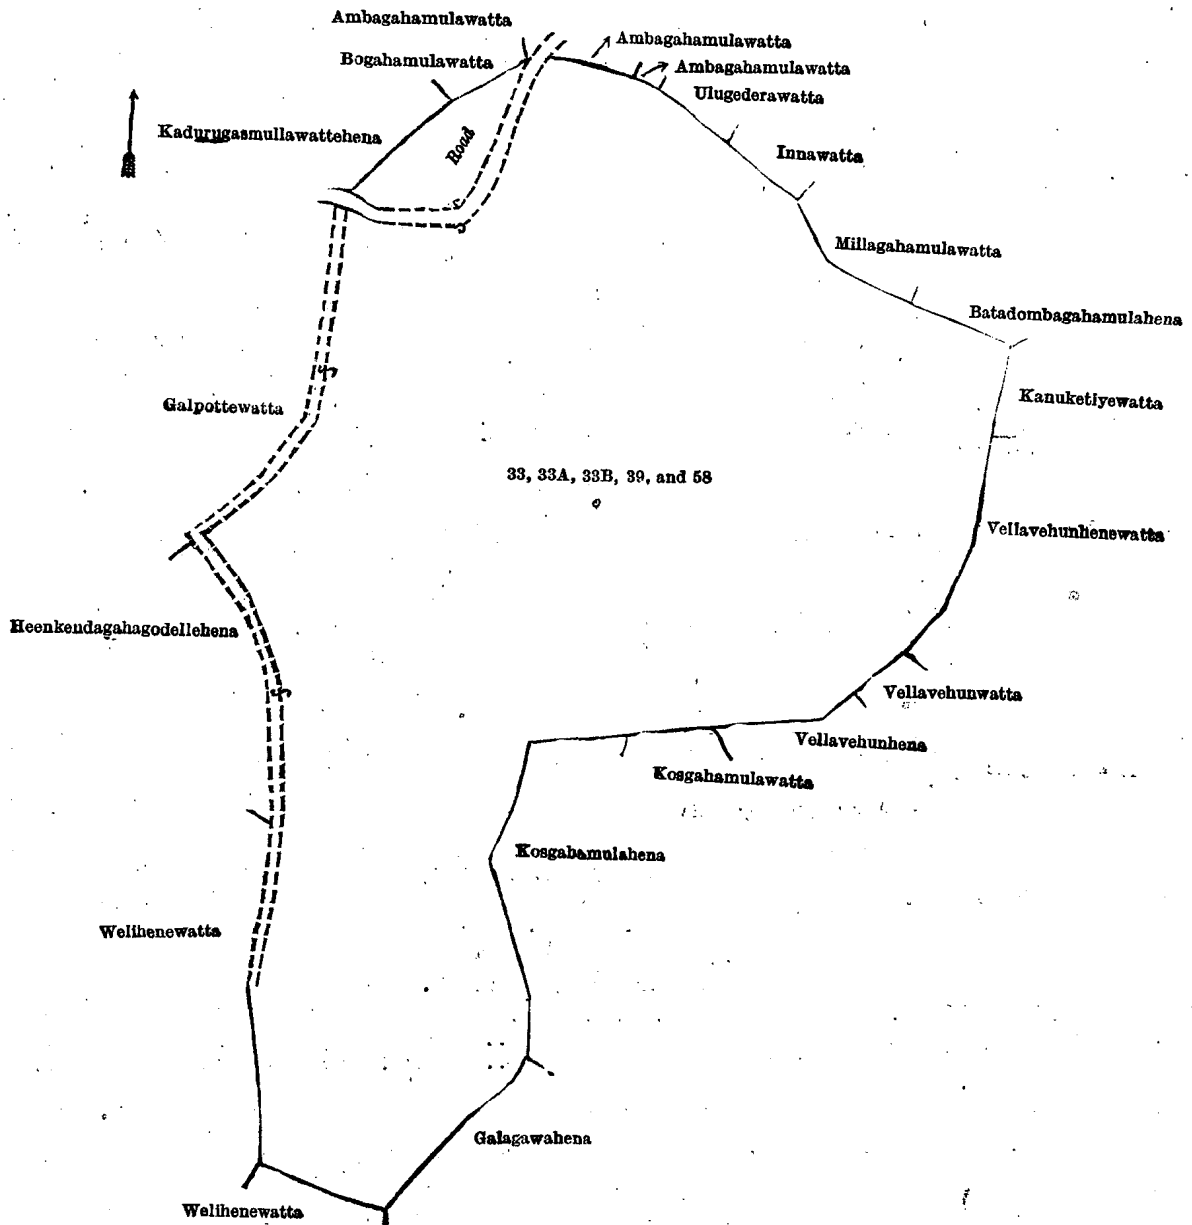 Ambagahamulawatta
Ambagahamulawatta
Bogahamulawatta
Ambagahamulawatta
Ulugederawatta
Kadurugasmullawattehena
Road
Innawatta
Millagahamulawatta
Batadombagahamulahena
Kanuketiyewatta
Galpottewatta
33, 33A, 33B, 39, and 58
Vellavehunhenewatta
Heenkendagahagodellehena
Vellavehunwatta
Vellavehunhena
Kosgahamulawatta
Kosgahamulahena
Welihenewatta
Galagawahena
Welihenewatta